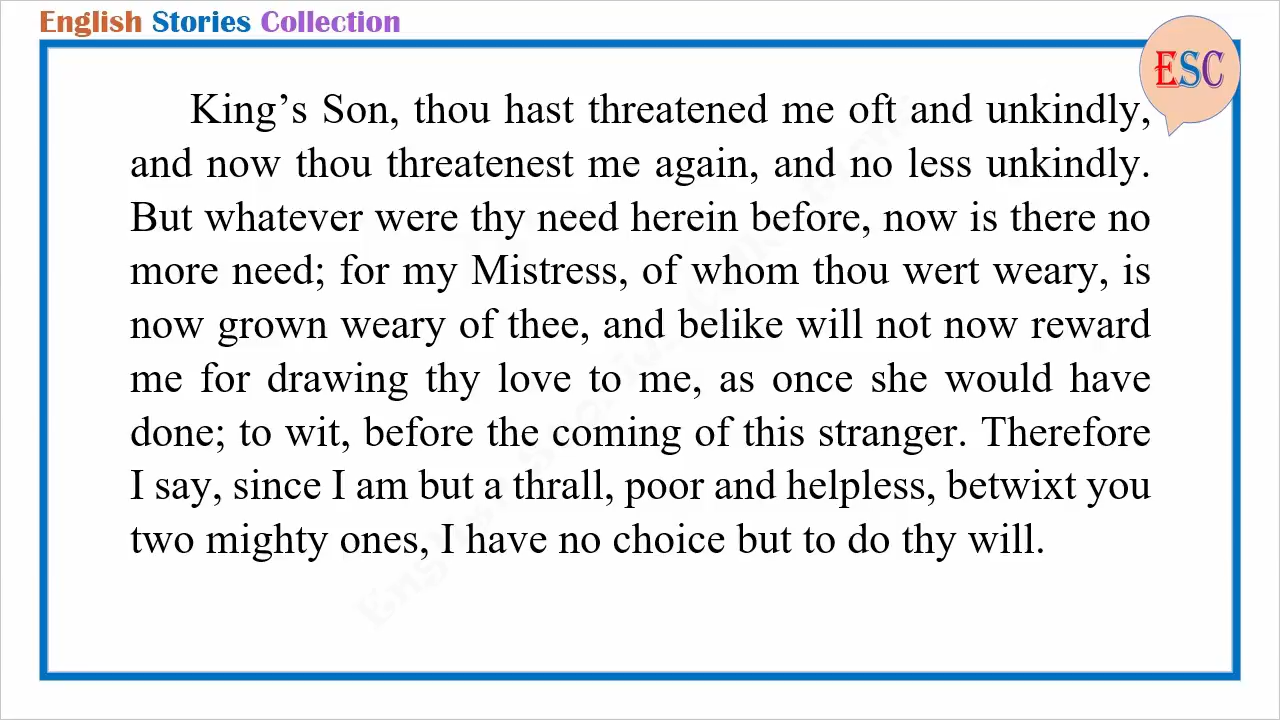 English Stories Collection
ESC
King’s Son, thou hast threatened me oft and unkindly,
and now thou threatenest me again, and no less unkindly.
But whatever were thy need herein before, now is there no
more need; for my Mistress, of whom thou wert weary, is
now grown weary of thee, and belike will not now reward
me for drawing thy love to me, as once she would have
done; to wit, before the coming of this stranger. Therefore
I say, since I am but a thrall, poor and helpless, betwixt you
two mighty ones, I have no choice but to do thy will.